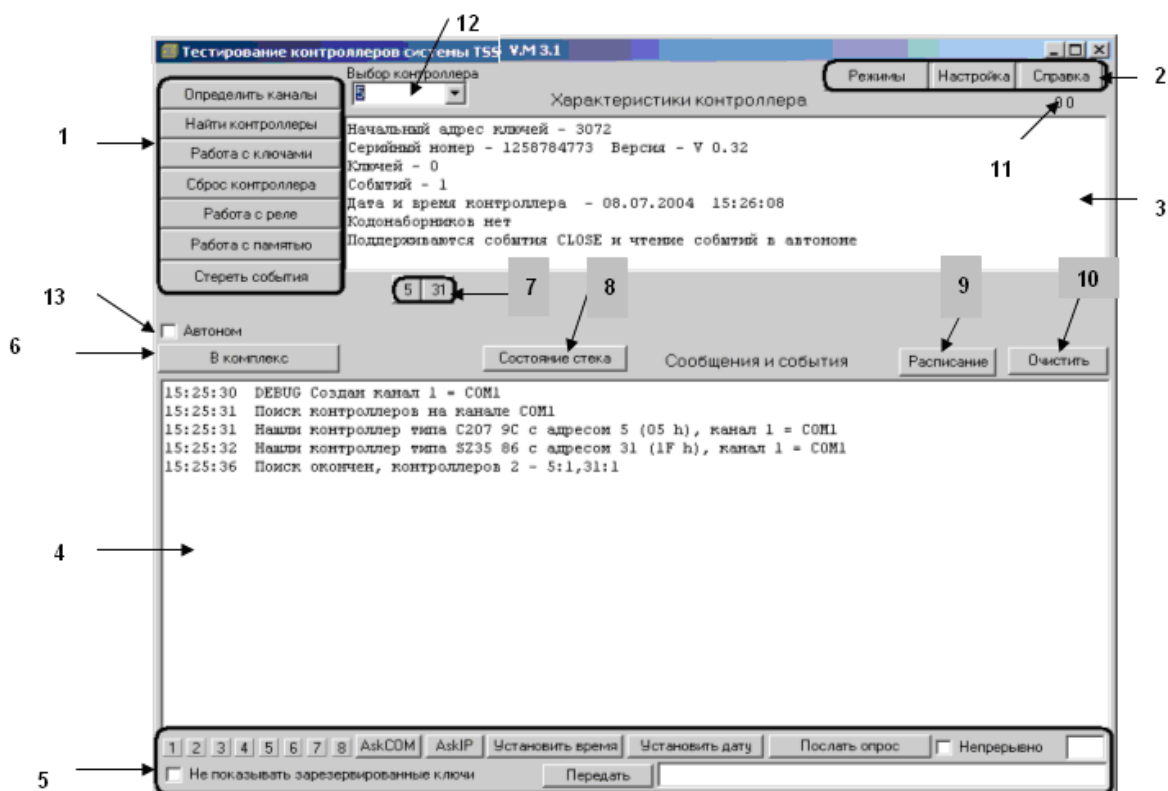 12
Тестирование контроллеров системы TSS V.M 3.1
Выбор контроллера
Режимы Настройка Справка
2
Определить каналы
5
Характеристики контроллера
0 0
1
Найти контроллеры
Работа с ключами
Сброс контроллера
Работа с реле
Работа с памятью
Стереть события
Начальный адрес ключей - 3072
Серийный номер - 1258784773 Версия - V 0.32
Ключей - 0
Событий - 1
Дата и время контроллера - 08.07.2004 15:26:08
Кодонаборников нет
Поддерживаются события CLOSE и чтение событий в автономе
11
3
5 31
7
8
9
10
13
Автоном
6
В комплекс
Состояние стека
Сообщения и события
Расписание
Очистить
15:25:30 DEBUG Создан канал 1 = COM1
15:25:31 Поиск контроллеров на канале COM1
15:25:31 Нашли контроллер типа C207 9C с адресом 5 (05 h), канал 1 = COM1
15:25:32 Нашли контроллер типа SZ35 86 с адресом 31 (1F h), канал 1 = COM1
15:25:36 Поиск окончен, контроллеров 2 - 5:1,31:1
4
1 2 3 4 5 6 7 8 AskCOM AskIP Установить время Установить дату Послать опрос Непрерывно
5
Не показывать зарезервированные ключи Передать